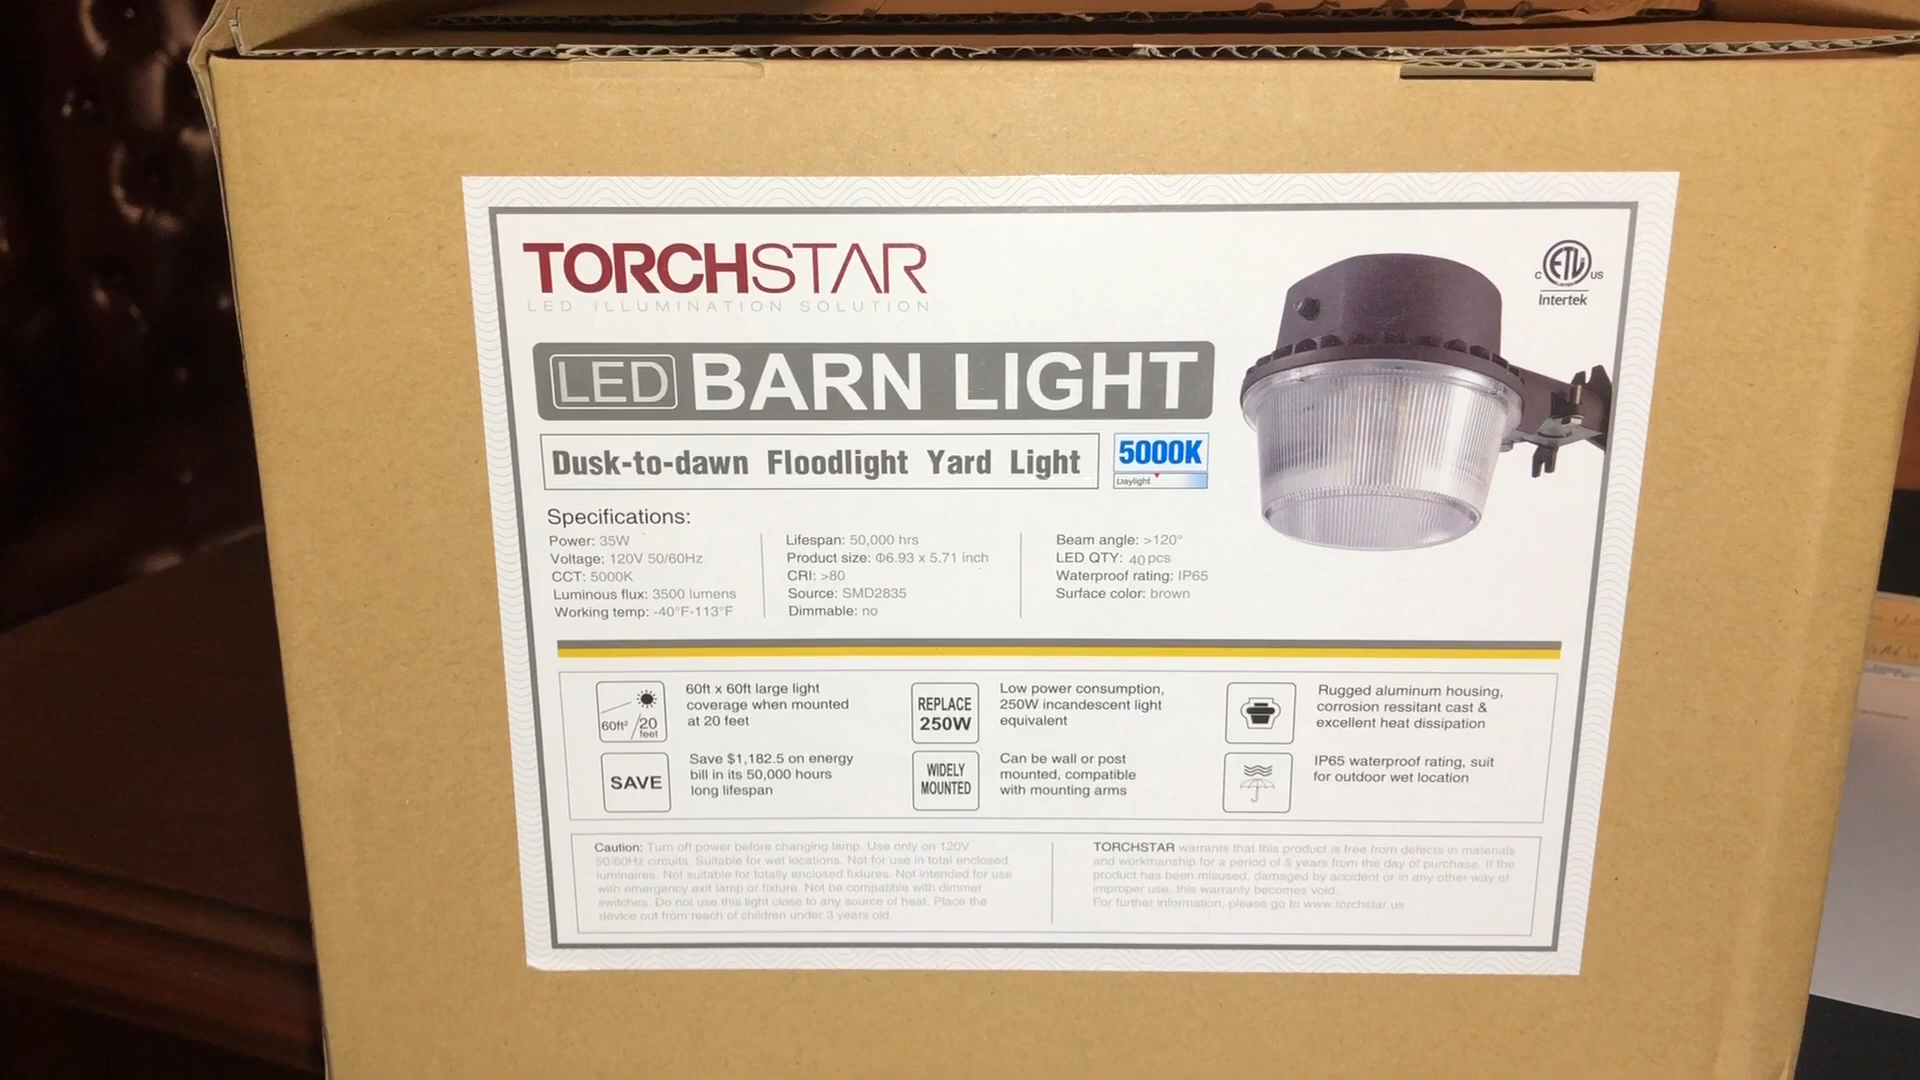 TORCHSTAR
LED ILLUMINATION SOLUTION
C ETL US
Intertek
LED BARN LIGHT
Dusk-to-dawn Floodlight Yard Light
5000K
Daylight
Specifications:
Power: 35W
Voltage: 120V 50/60Hz
CCT: 5000K
Luminous flux: 3500 lumens
Working temp: -40°F-113°F
Lifespan: 50,000 hrs
Product size: Φ6.93 x 5.71 inch
CRI: >80
Source: SMD2835
Dimmable: no
Beam angle: >120°
LED QTY: 40pcs
Waterproof rating: IP65
Surface color: brown
60ft² / 20 feet
60ft x 60ft large light
coverage when mounted
at 20 feet
REPLACE
250W
Low power consumption,
250W incandescent light
equivalent
Rugged aluminum housing,
corrosion ressitant cast &
excellent heat dissipation
SAVE
Save $1,182.5 on energy
bill in its 50,000 hours
long lifespan
WIDELY
MOUNTED
Can be wall or post
mounted, compatible
with mounting arms
IP65 waterproof rating, suit
for outdoor wet location
Caution: Turn off power before changing lamp. Use only on 120V
50/60Hz circuits. Suitable for wet locations. Not for use in total enclosed
luminaires. Not suitable for totally enclosed fixtures. Not intended for use
with emergency exit lamp or fixture. Not be compatible with dimmer
switches. Do not use this light close to any source of heat. Place the
device out from reach of children under 3 years old.
TORCHSTAR warrants that this product is free from defects in materials
and workmanship for a period of 5 years from the day of purchase. If the
product has been misused, damaged by accident or in any other way of
improper use, this warranty becomes void.
For further information, please go to www.torchstar.us